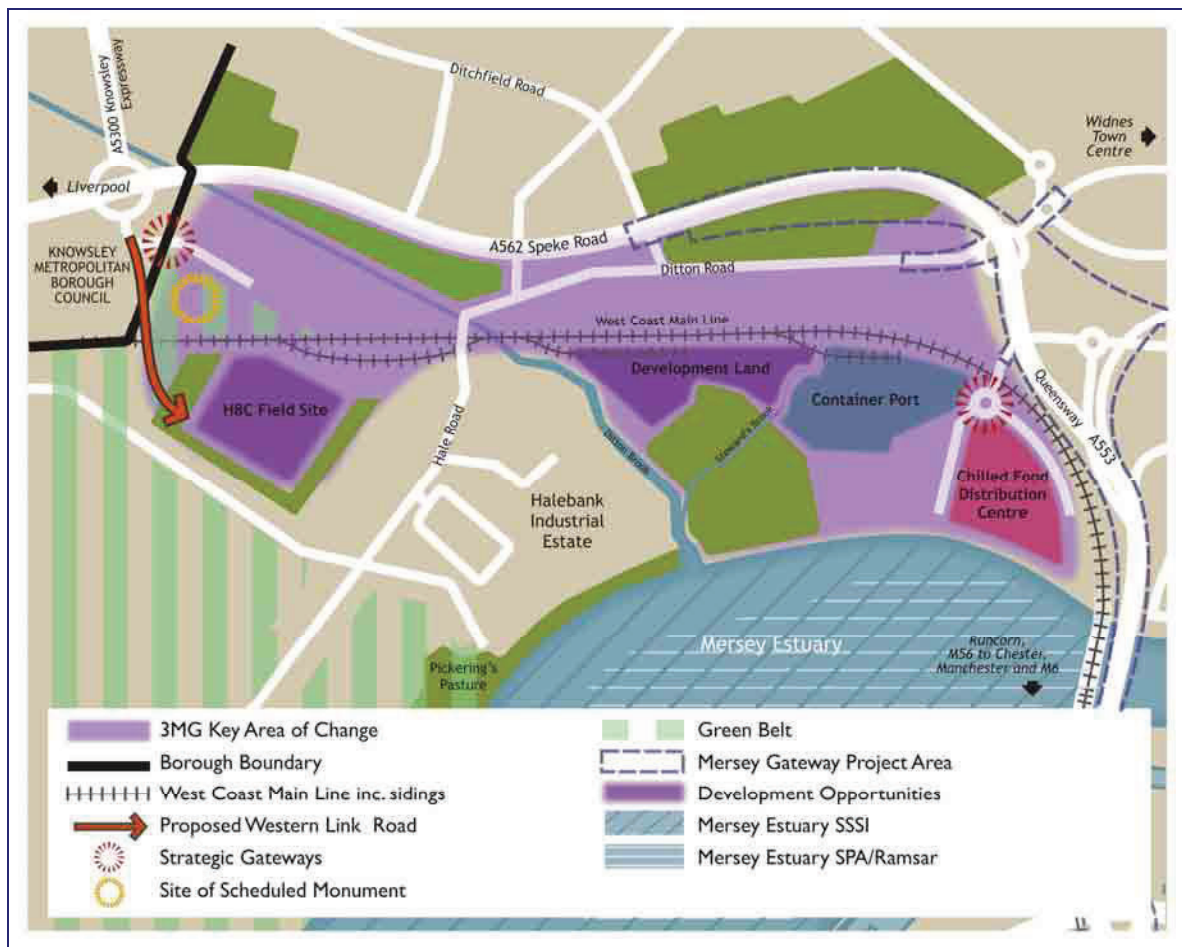 A5300 Knowsley
Expressway
Ditchfield Road
Widnes
Town
Centre
Liverpool
KNOWSLEY
METROPOLITAN
BOROUGH
COUNCIL
A562 Speke Road
Ditton Road
West Coast Main Line
Development Land
H8C Field Site
Container Port
Queensway
A553
Hale Road
Ditton Brook
Steward's Brook
Chilled Food
Distribution
Centre
Halebank
Industrial
Estate
Mersey Estuary
Runcorn,
M56 to Chester,
Manchester and M6
Pickering's
Pasture
3MG Key Area of Change
Borough Boundary
West Coast Main Line inc. sidings
Proposed Western Link Road
Strategic Gateways
Site of Scheduled Monument
Green Belt
Mersey Gateway Project Area
Development Opportunities
Mersey Estuary SSSI
Mersey Estuary SPA/Ramsar